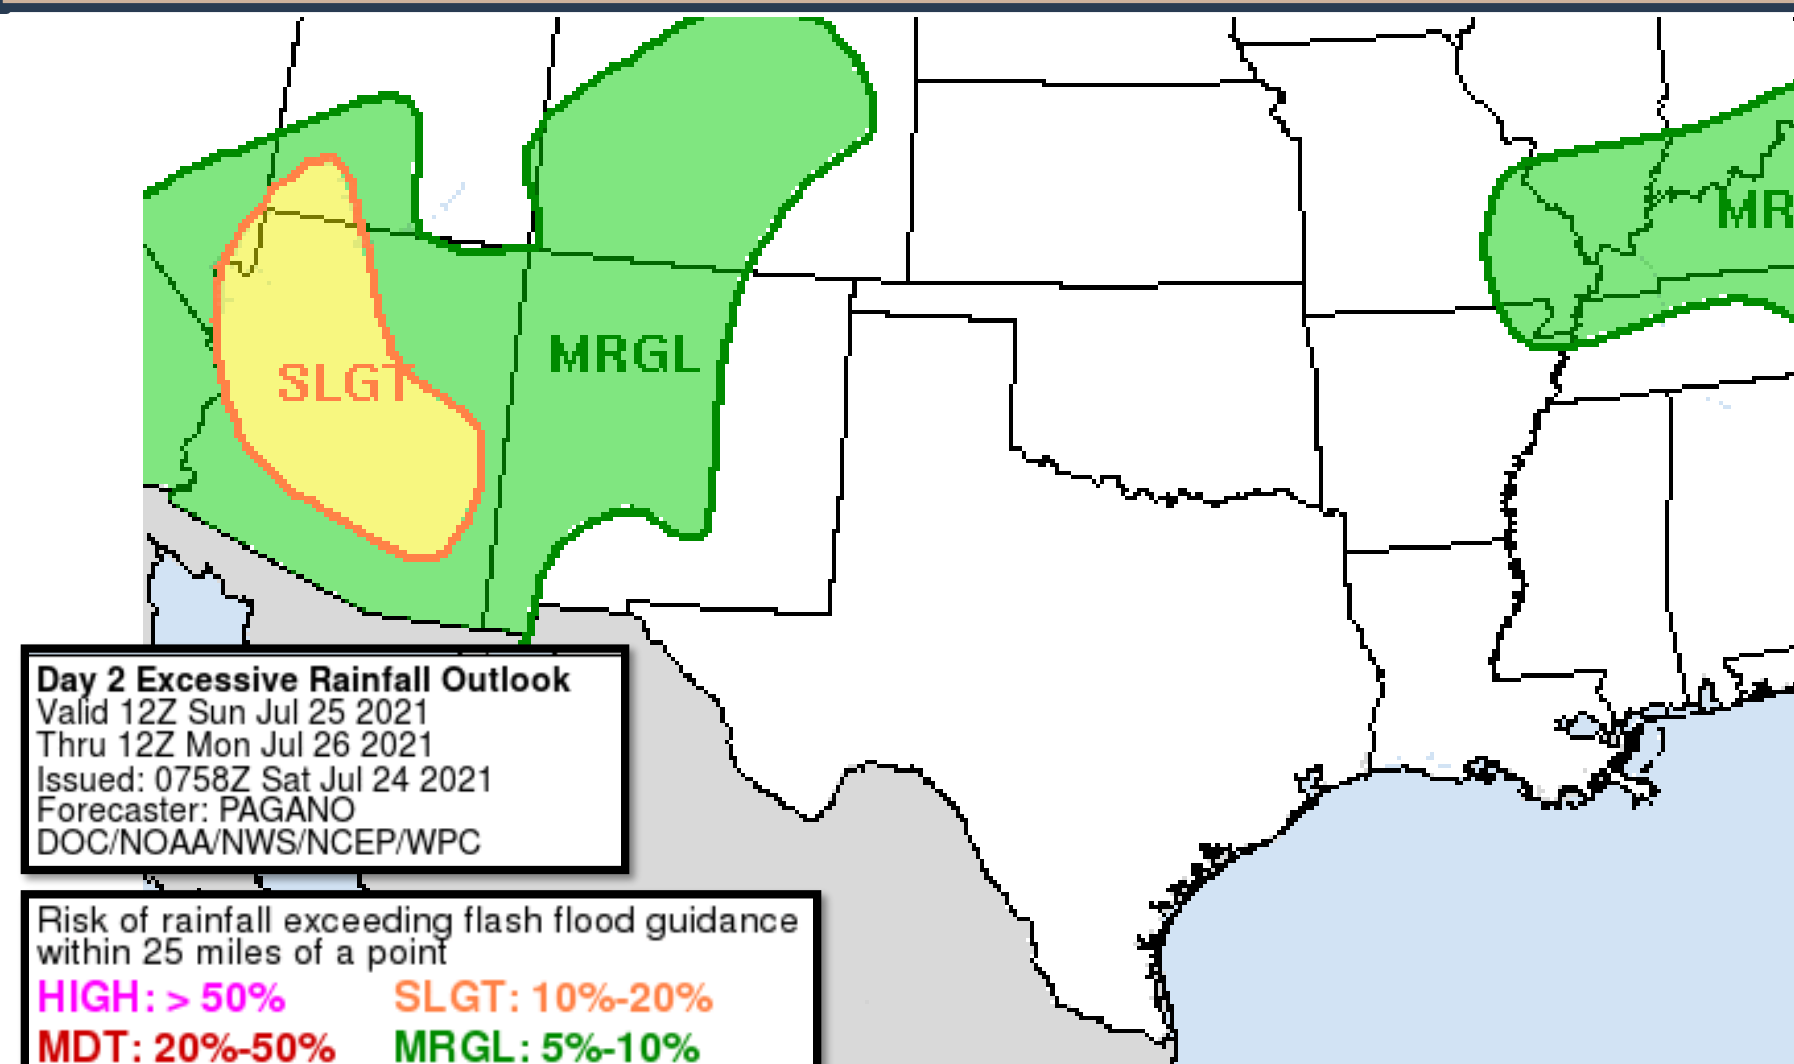 MR
MRGL
SLGT
Day 2 Excessive Rainfall Outlook
Valid 12Z Sun Jul 25 2021
Thru 12Z Mon Jul 26 2021
Issued: 0758Z Sat Jul 24 2021
Forecaster: PAGANO
DOC/NOAA/NWS/NCEP/WPC
Risk of rainfall exceeding flash flood guidance
within 25 miles of a point
HIGH: > 50% SLGT: 10%-20%
MDT: 20%-50% MRGL: 5%-10%